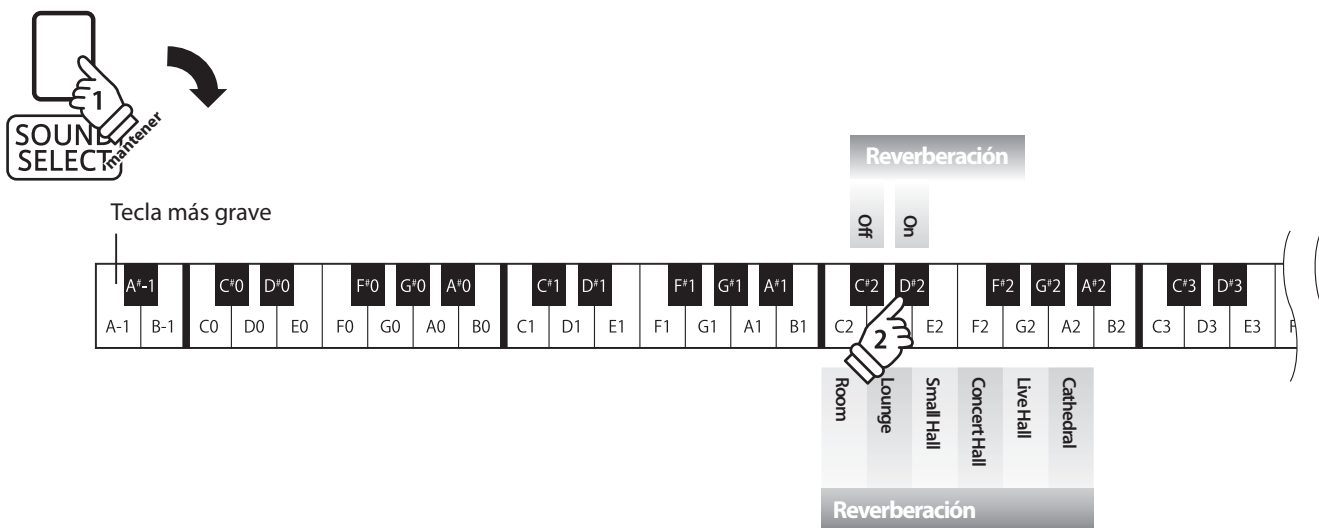 1
SOUND
SELECT
mantener
Reverberación
Off On
Tecla más grave
A#-1 C#0 D#0 F#0 G#0 A#0 C#1 D#1 F#1 G#1 A#1 C#2 D#2 F#2 G#2 A#2 C#3 D#3
A-1 B-1 C0 D0 E0 F0 G0 A0 B0 C1 D1 E1 F1 G1 A1 B1 C2 E2 F2 G2 A2 B2 C3 D3 E3
2
Room Lounge Small Hall Concert Hall Live Hall Cathedral
Reverberación